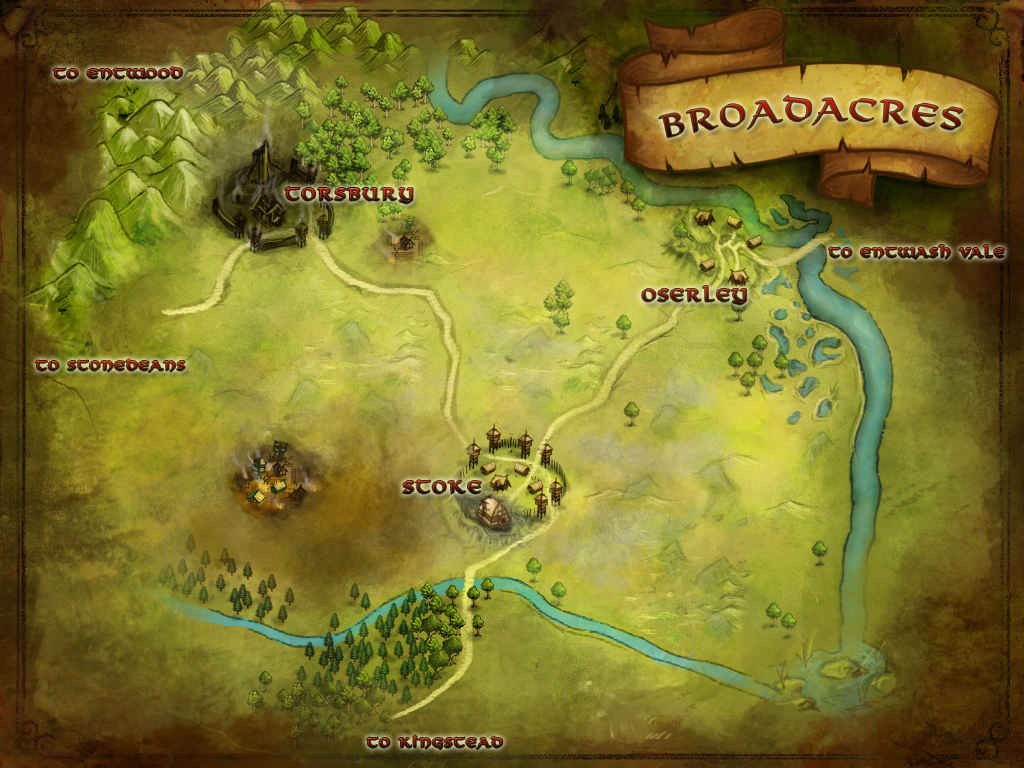 BROADACRES
TO ENTWOOD
TORSBURY
TO ENTWASH VALE
OSERLEY
TO STONEDEANS
STOKE
TO KINGSTEAD